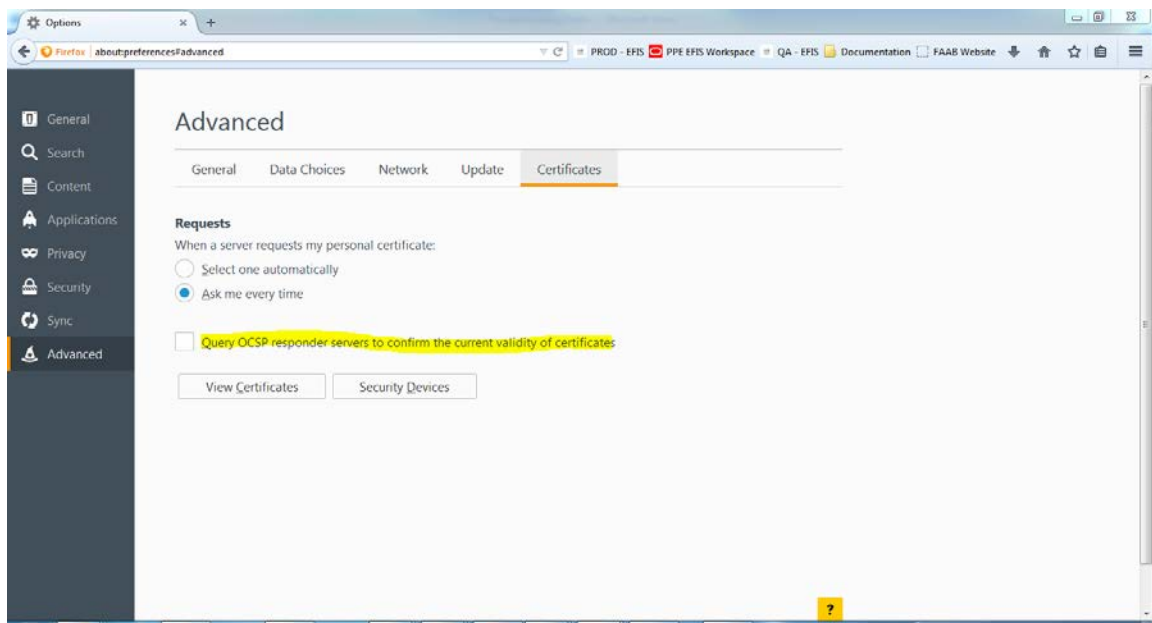 Options
Firefox about:preferences#advanced PROD - EFIS PPE EFIS Workspace QA - EFIS Documentation FAAB Website
General
Search
Content
Applications
Privacy
Security
Sync
Advanced
Advanced
General Data Choices Network Update Certificates
Requests
When a server requests my personal certificate:
Select one automatically
Ask me every time
Query OCSP responder servers to confirm the current validity of certificates
View Certificates Security Devices
?